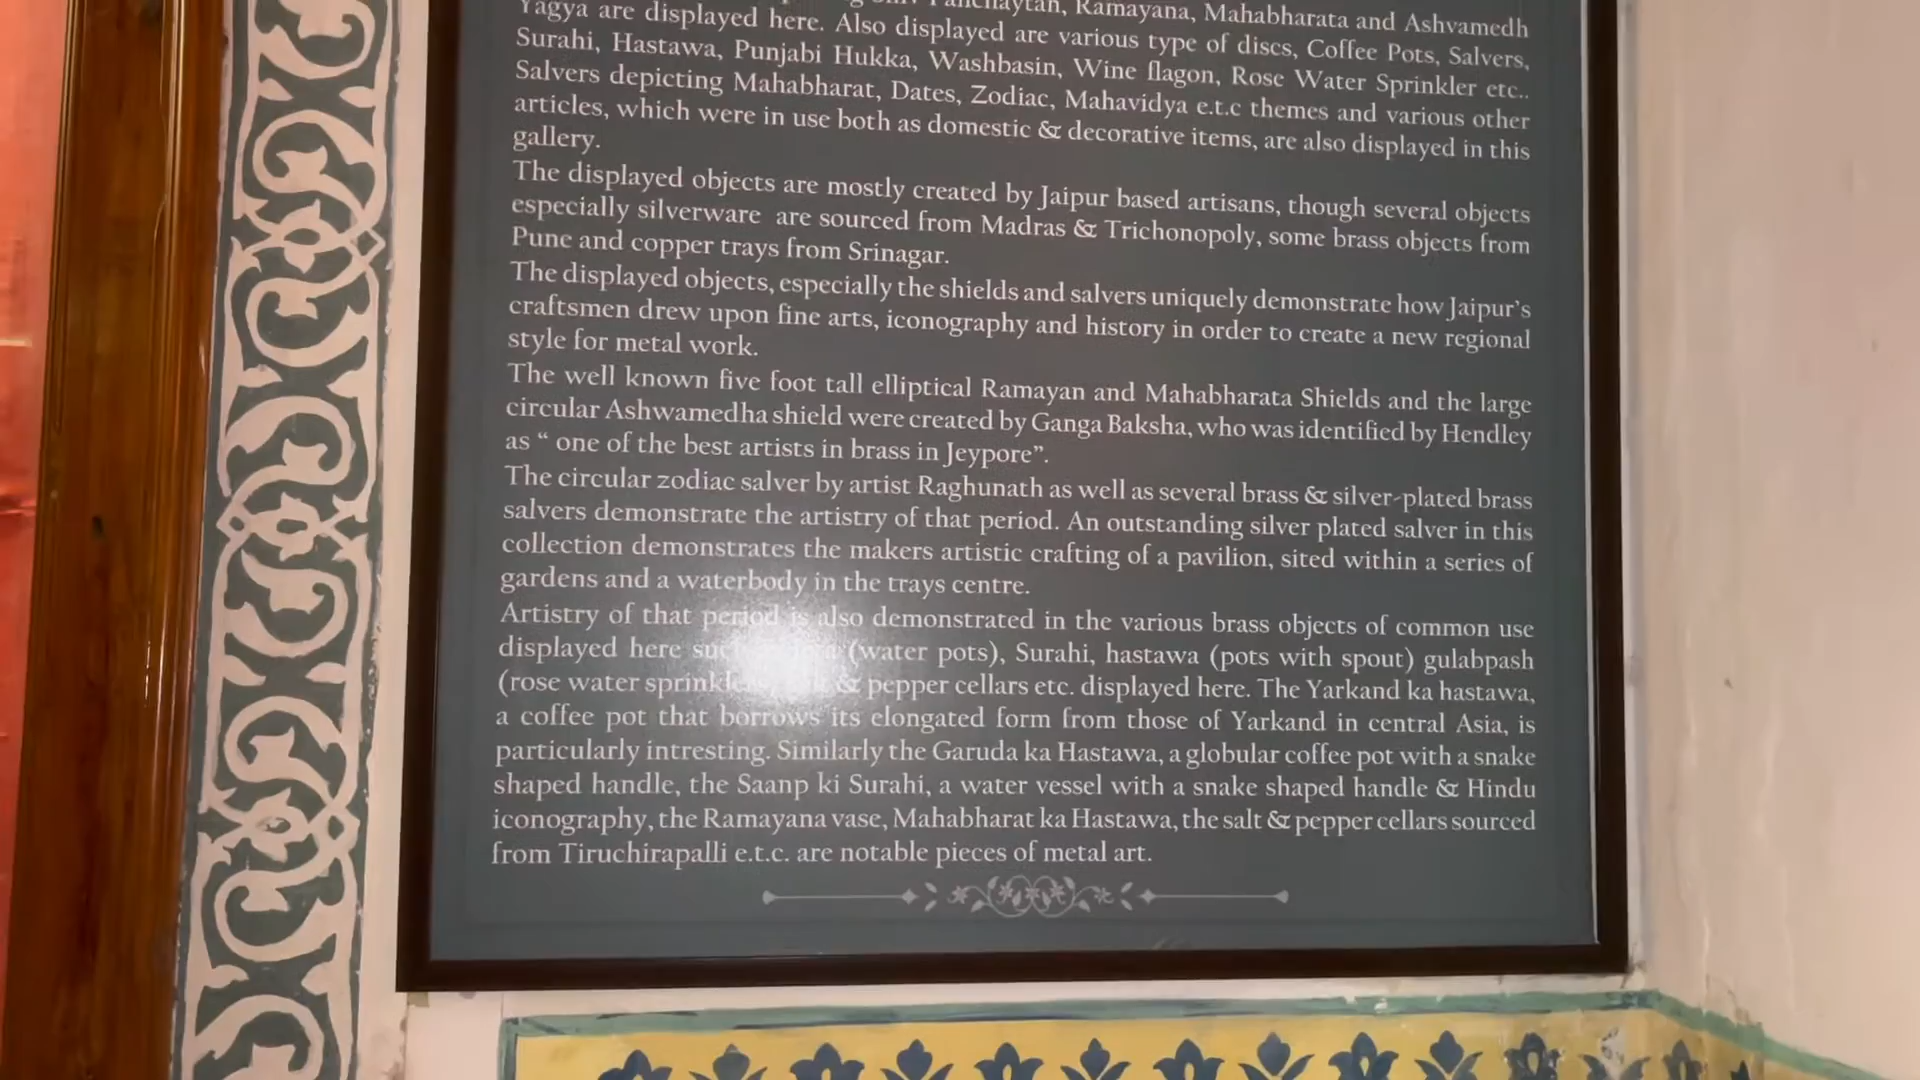 Ramayana, Mahabharata and Ashvamedh
Yagya are displayed here. Also displayed are various type of discs, Coffee Pots, Salvers,
Surahi, Hastawa, Punjabi Hukka, Washbasin, Wine flagon, Rose Water Sprinkler etc..
Salvers depicting Mahabharat, Dates, Zodiac, Mahavidya e.t.c themes and various other
articles, which were in use both as domestic & decorative items, are also displayed in this
gallery.
The displayed objects are mostly created by Jaipur based artisans, though several objects
especially silverware are sourced from Madras & Trichonopoly, some brass objects from
Pune and copper trays from Srinagar.
The displayed objects, especially the shields and salvers uniquely demonstrate how Jaipur's
craftsmen drew upon fine arts, iconography and history in order to create a new regional
style for metal work.
The well known five foot tall elliptical Ramayan and Mahabharata Shields and the large
circular Ashwamedha shield were created by Ganga Baksha, who was identified by Hendley
as “ one of the best artists in brass in Jeypore”.
The circular zodiac salver by artist Raghunath as well as several brass & silver-plated brass
salvers demonstrate the artistry of that period. An outstanding silver plated salver in this
collection demonstrates the makers artistic crafting of a pavilion, sited within a series of
gardens and a waterbody in the trays centre.
Artistry of that period is also demonstrated in the various brass objects of common use
displayed here (water pots), Surahi, hastawa (pots with spout) gulabpash
(rose water & pepper cellars etc. displayed here. The Yarkand ka hastawa,
a coffee pot that borrows its elongated form from those of Yarkand in central Asia, is
particularly intresting. Similarly the Garuda ka Hastawa, a globular coffee pot with a snake
shaped handle, the Saanp ki Surahi, a water vessel with a snake shaped handle & Hindu
iconography, the Ramayana vase, Mahabharat ka Hastawa, the salt & pepper cellars sourced
from Tiruchirapalli e.t.c. are notable pieces of metal art.